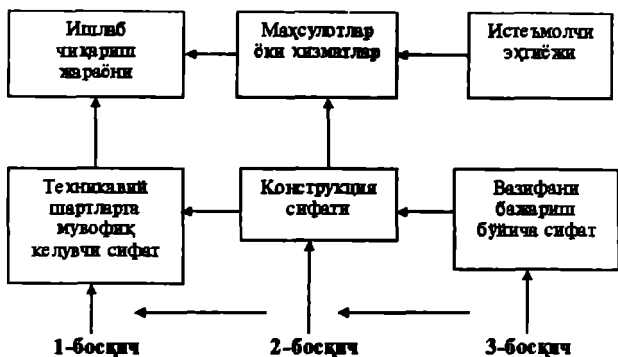 Ишлаб
чиқариш
жараёни
Маҳсулотлар
ёки хизматлар
Истеъмолчи
эҳтиёжи
Техникавий
шартларга
мувофиқ
келувчи сифат
Конструкция
сифати
Вазифани
бажариш
бўйича сифат
1-босқич
2-босқич
3-босқич